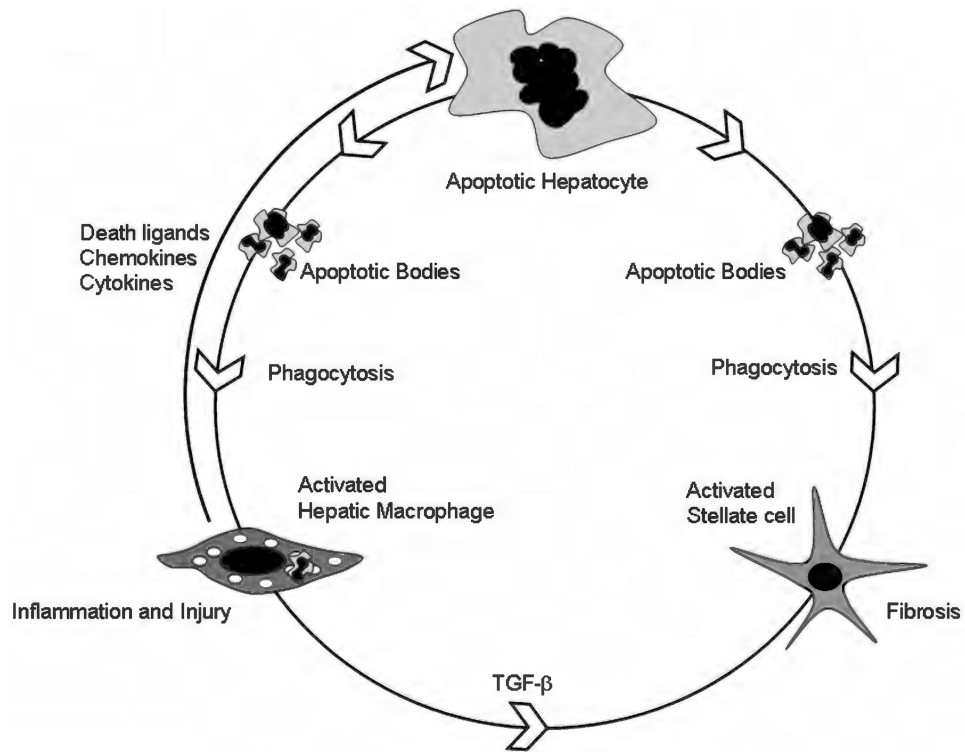 Apoptotic Hepatocyte
Death ligands
Chemokines
Cytokines
Apoptotic Bodies
Apoptotic Bodies
Phagocytosis
Phagocytosis
Activated
Hepatic Macrophage
Activated
Stellate cell
Inflammation and Injury
Fibrosis
TGF-β